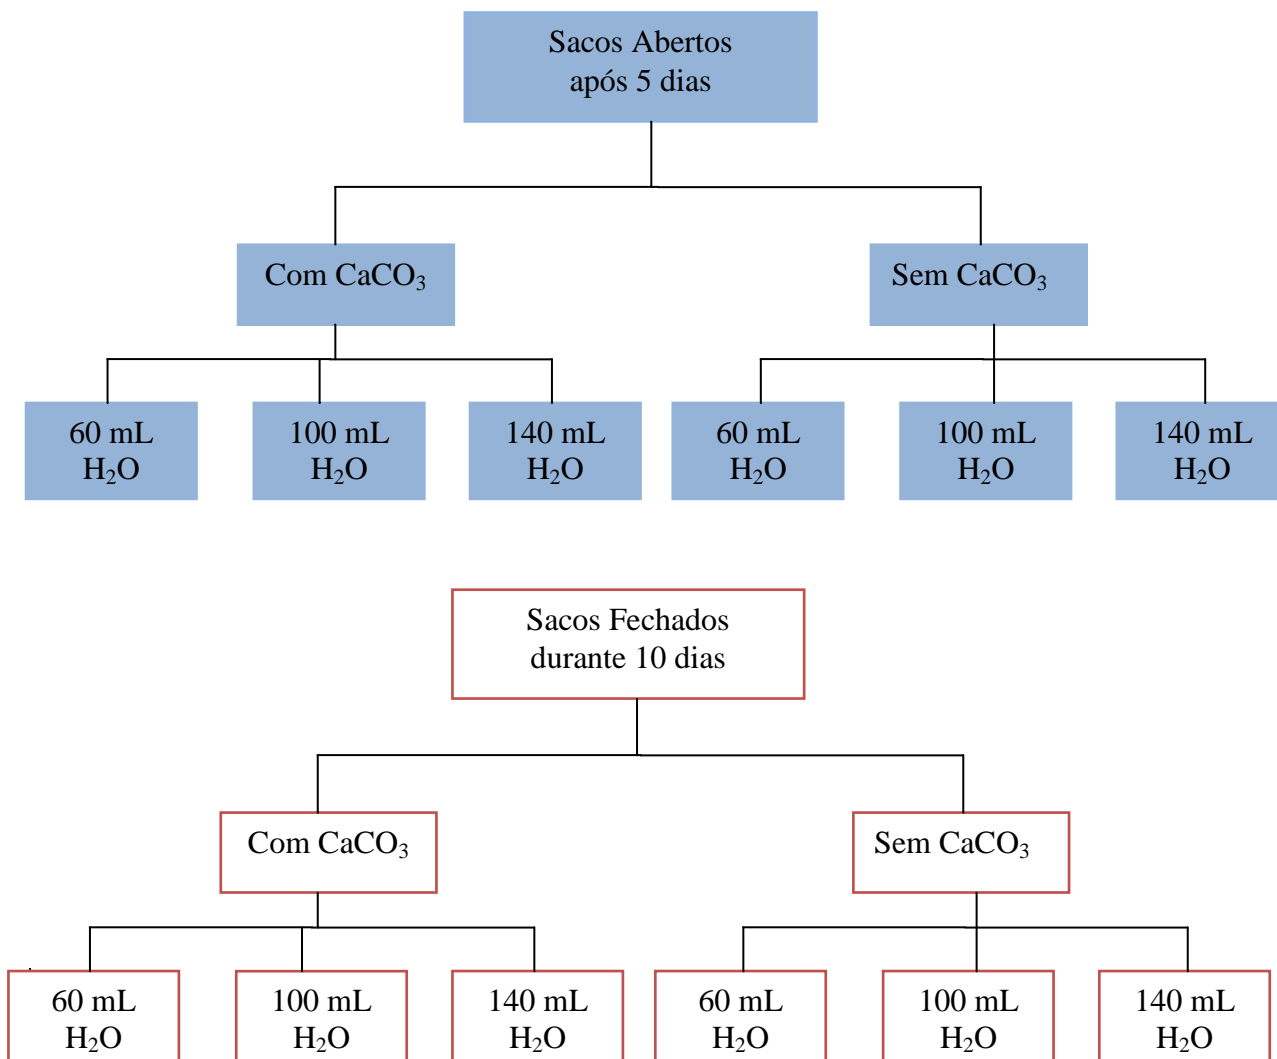 Sacos Abertos
após 5 dias
Com CaCO₃
Sem CaCO₃
60 mL
H₂O
100 mL
H₂O
140 mL
H₂O
60 mL
H₂O
100 mL
H₂O
140 mL
H₂O
Sacos Fechados
durante 10 dias
Com CaCO₃
Sem CaCO₃
60 mL
H₂O
100 mL
H₂O
140 mL
H₂O
60 mL
H₂O
100 mL
H₂O
140 mL
H₂O